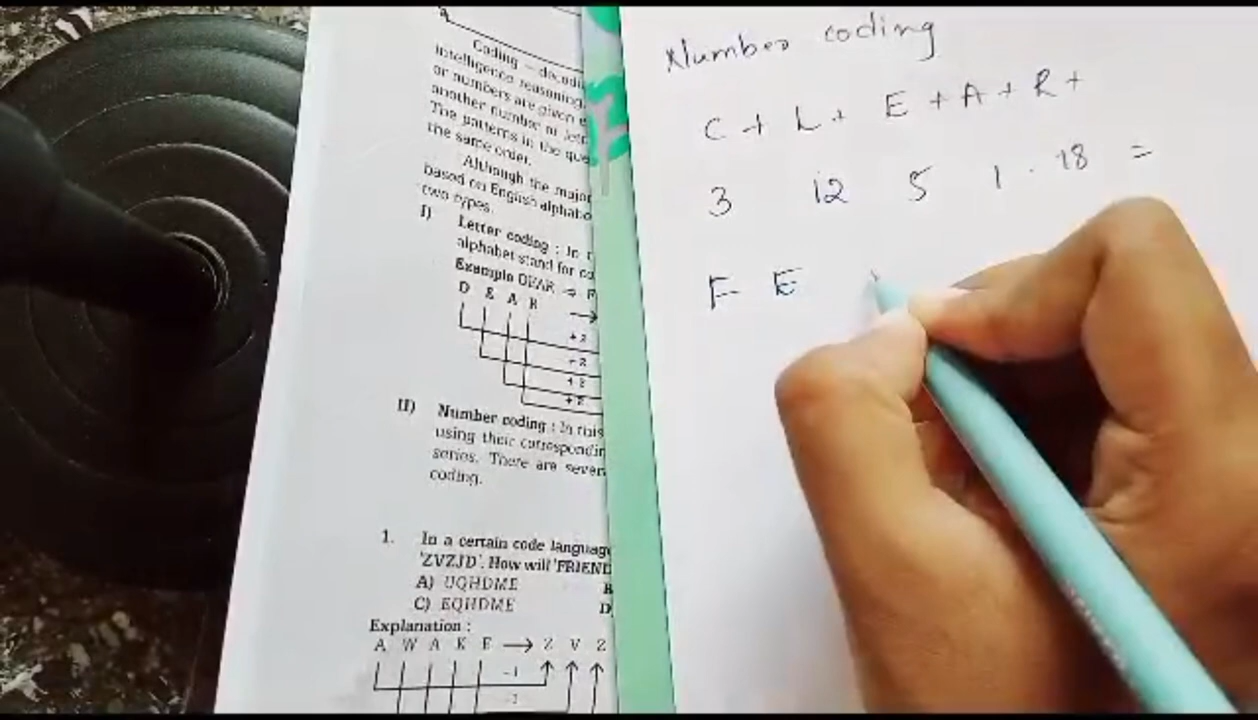 Coding – decodi
intelligence reasoning.
or numbers are given
another number or
The patterns in the que
the same order.
Although the major
based on English alphab
two types.
I) Letter coding : In
alphabet stand for
Example DEAR ⇒ F
D E A R →
+ 2
+ 2
+ 2
+ 2
II) Number coding : In this
using their correspondin
series. There are seve
coding.
1. In a certain code language
'ZVZJD'. How will 'FRIEND
A) UQHDME B
C) EQHDME D
Explanation :
A W A K E → Z V Z
- 1
- 1
Number coding
C + L + E + A + R +
3 12 5 1 . 18 =
F E